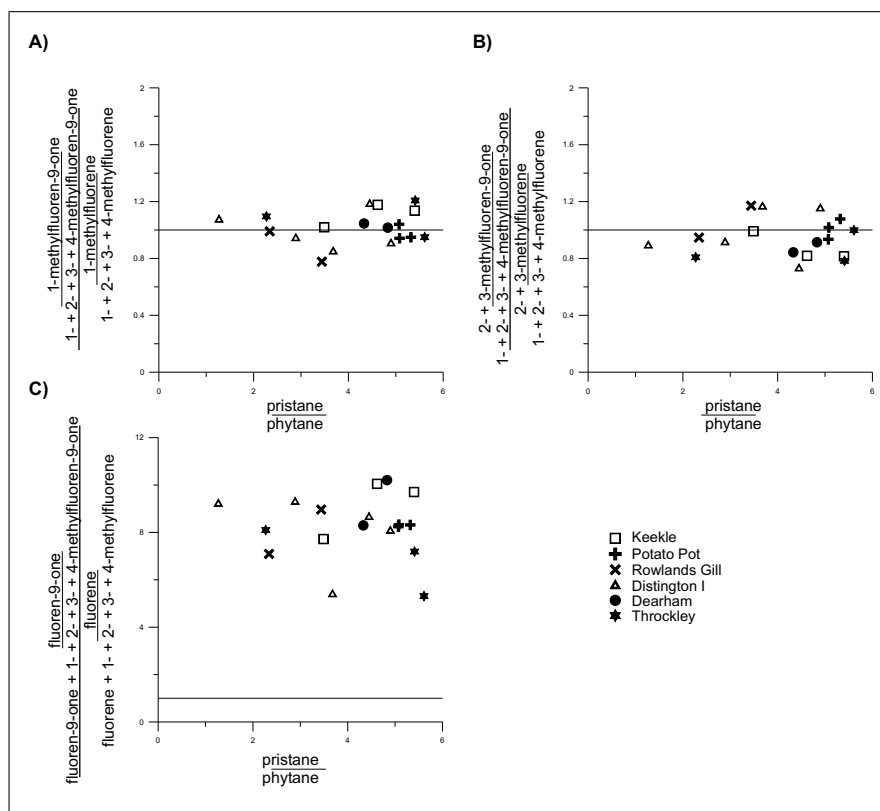 A)
1-methylfluoren-9-one
1- + 2- + 3- + 4-methylfluoren-9-one
1-methylfluorene
1- + 2- + 3- + 4-methylfluorene
2
1.6
1.2
0.8
0.4
0
0 2 4 6
pristane
phytane
B)
2- + 3-methylfluoren-9-one
1- + 2- + 3- + 4-methylfluoren-9-one
2- + 3-methylfluorene
1- + 2- + 3- + 4-methylfluorene
2
1.6
1.2
0.8
0.4
0
0 2 4 6
pristane
phytane
C)
fluoren-9-one
fluoren-9-one + 1- + 2- + 3- + 4-methylfluoren-9-one
fluorene
fluorene + 1- + 2- + 3- + 4-methylfluorene
12
8
4
0
0 2 4 6
pristane
phytane
Keekle
Potato Pot
Rowlands Gill
Distington I
Dearham
Throckley